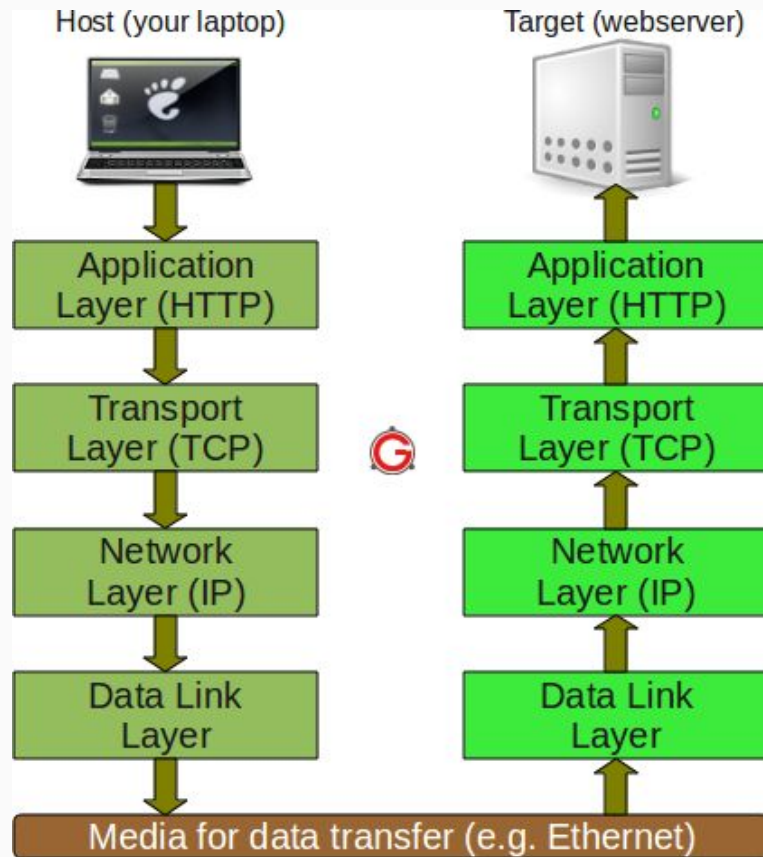 Host (your laptop)
Target (webserver)
Application
Layer (HTTP)
Transport
Layer (TCP)
Network
Layer (IP)
Data Link
Layer
Application
Layer (HTTP)
Transport
Layer (TCP)
Network
Layer (IP)
Data Link
Layer
G
Media for data transfer (e.g. Ethernet)